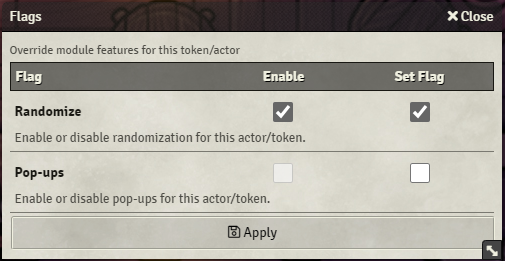 Flags
Close
Override module features for this token/actor
Flag Enable Set Flag
Randomize
Enable or disable randomization for this actor/token.
Pop-ups
Enable or disable pop-ups for this actor/token.
Apply